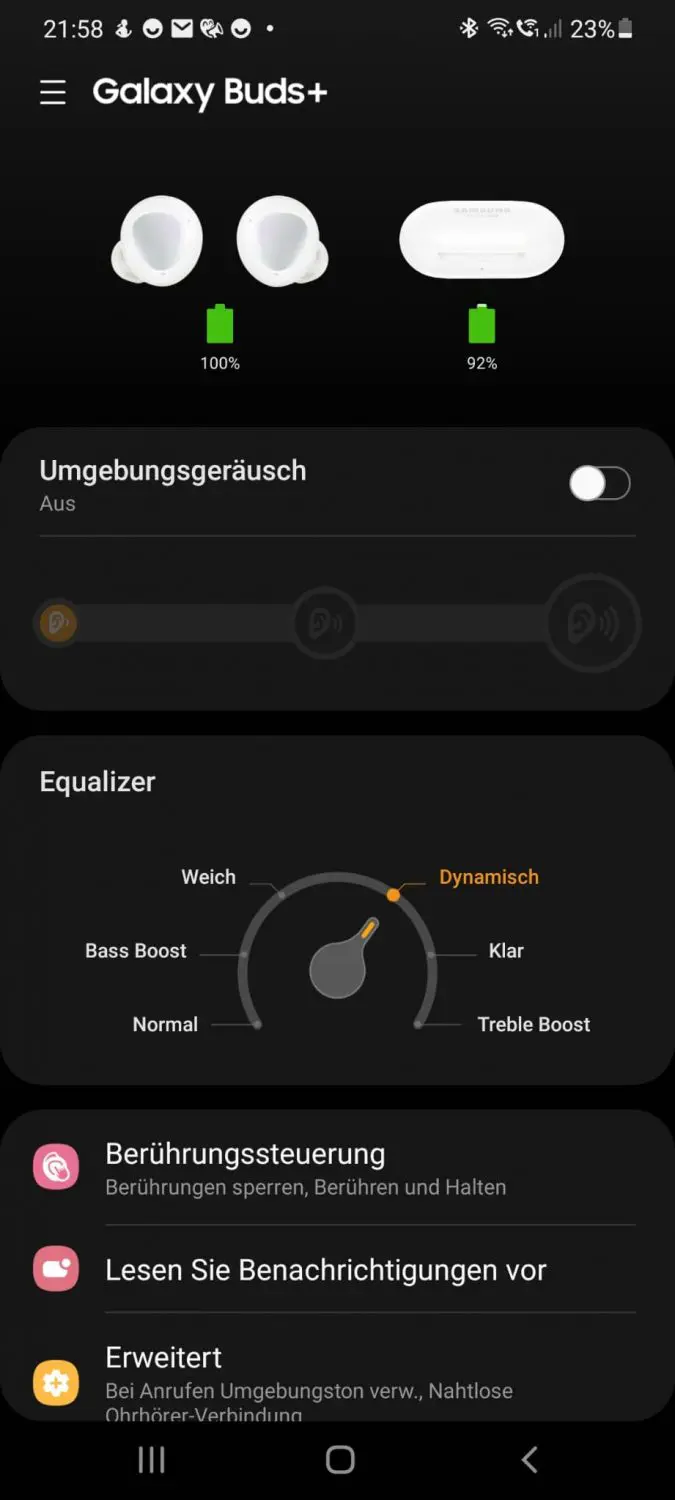 21:58
23%
Galaxy Buds+
SAMSUNG
100%
92%
Umgebungsgeräusch
Aus
Equalizer
Weich
Dynamisch
Bass Boost
Klar
Normal
Treble Boost
Berührungssteuerung
Berührungen sperren, Berühren und Halten
Lesen Sie Benachrichtigungen vor
Erweitert
Bei Anrufen Umgebungston verw., Nahtlose
Ohrhörer-Verbindung